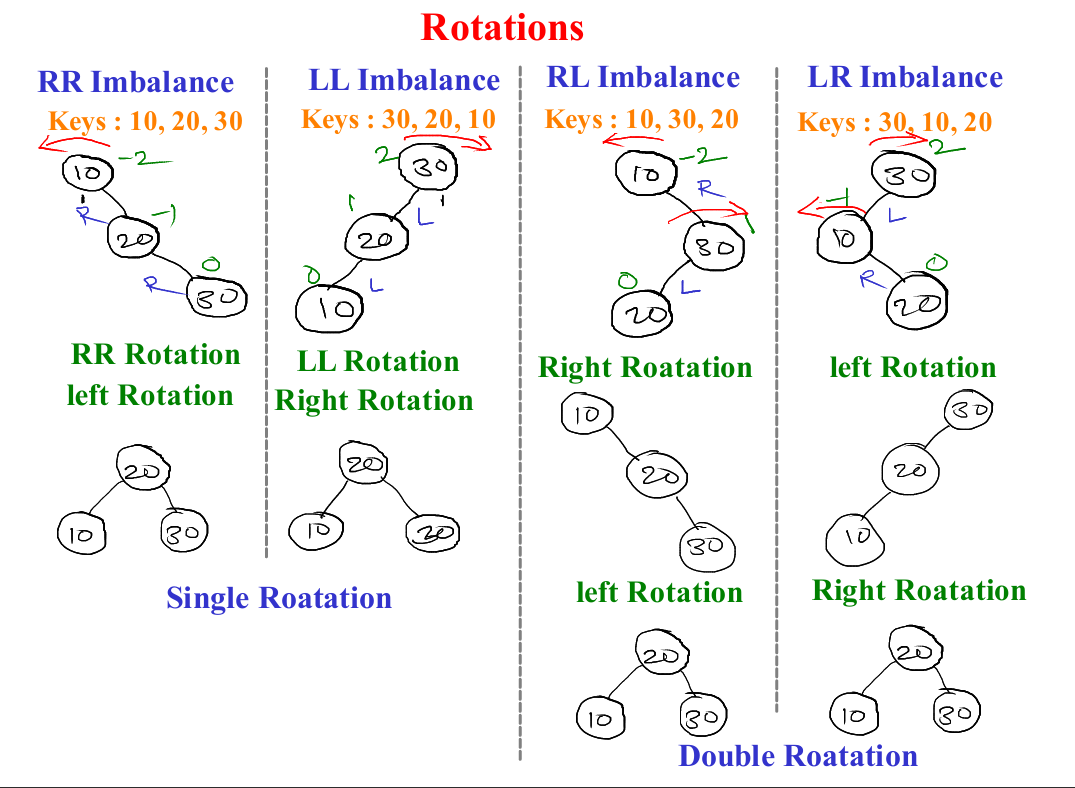 Rotations
RR Imbalance
Keys : 10, 20, 30
10 -2
R -1
20
0
R 30
RR Rotation
left Rotation
20
10 30
LL Imbalance
Keys : 30, 20, 10
2 30
1 L
20
0 L
10
LL Rotation
Right Rotation
20
10 30
Single Roatation
RL Imbalance
Keys : 10, 30, 20
10 -2
R
30 1
0 L
20
Right Roatation
10
20
30
left Rotation
20
10 30
LR Imbalance
Keys : 30, 10, 20
2
30
-1 L
10
R 0
20
left Rotation
30
20
10
Right Roatation
20
10 30
Double Roatation